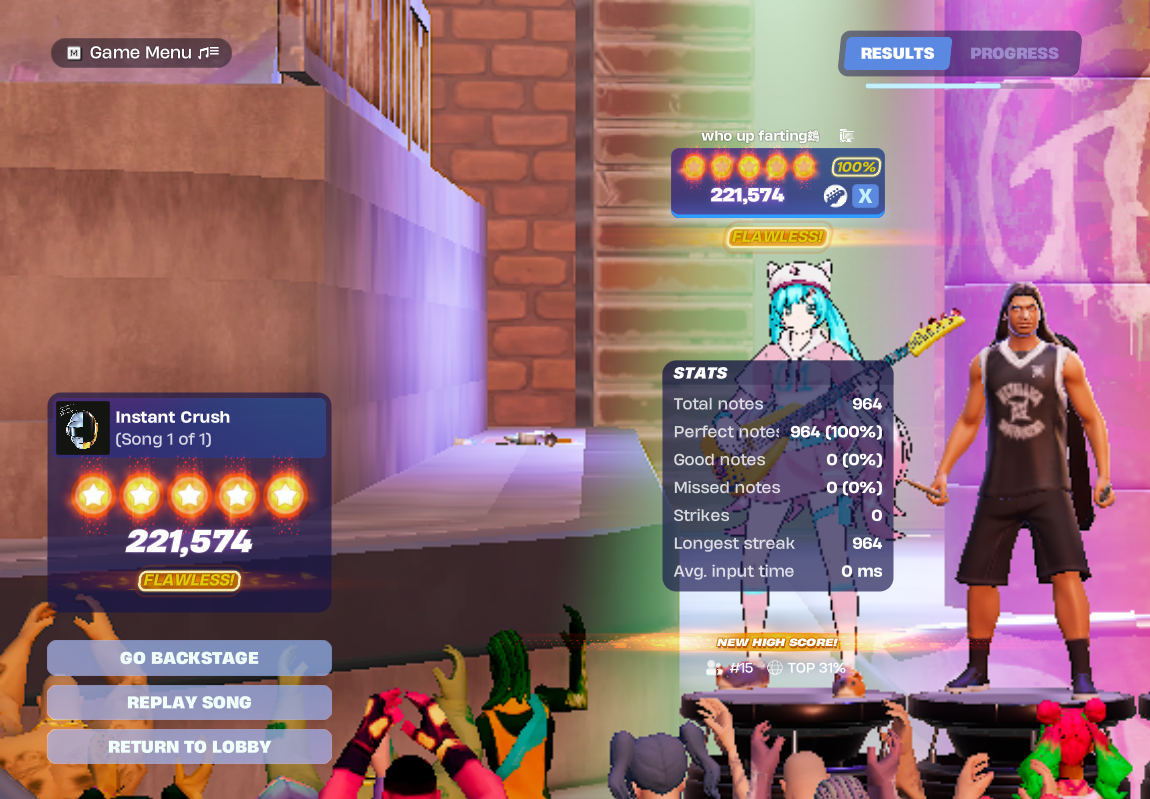 M Game Menu
RESULTS PROGRESS
who up farting
100%
221,574
X
FLAWLESS!
STATS
Total notes 964
Perfect notes 964 (100%)
Good notes 0 (0%)
Missed notes 0 (0%)
Strikes 0
Longest streak 964
Avg. input time 0 ms
NEW HIGH SCORE!
#15 TOP 31%
Instant Crush
(Song 1 of 1)
221,574
FLAWLESS!
GO BACKSTAGE
REPLAY SONG
RETURN TO LOBBY